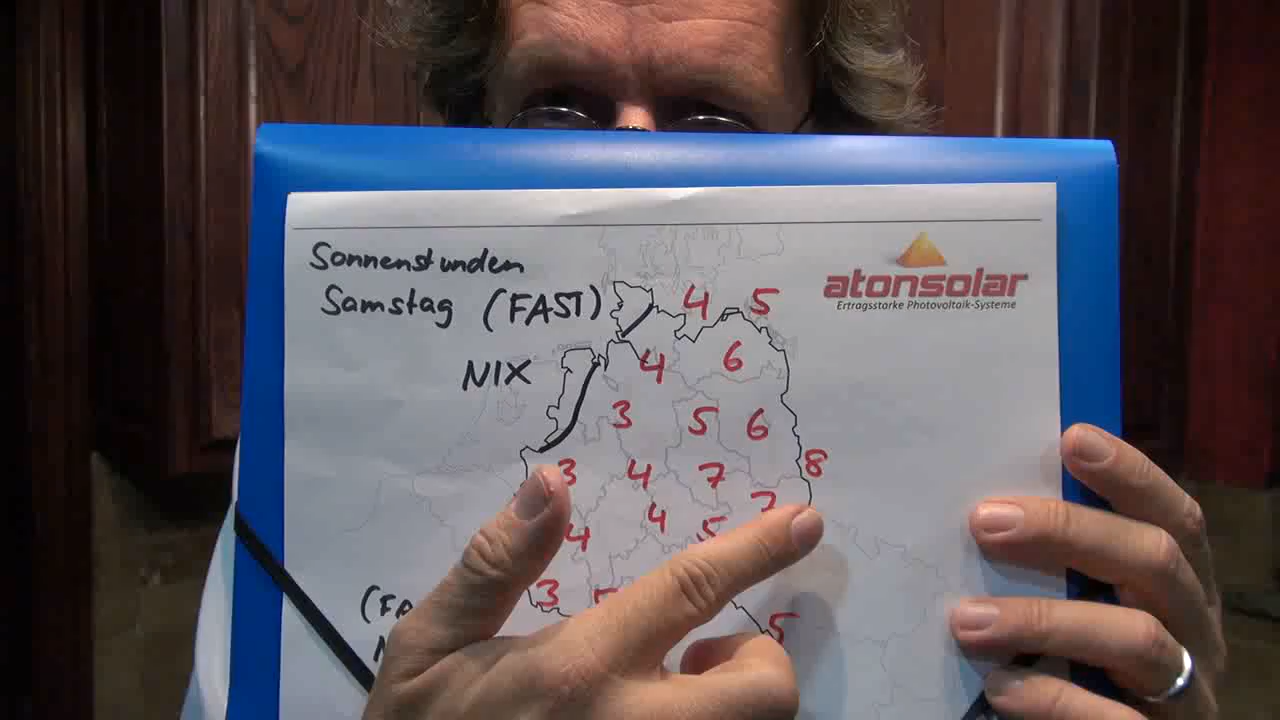 Sonnenstunden
Samstag (FAST)
NIX
atonsolar
Ertragsstarke Photovoltaik-Systeme
4 5
4 6
3 5 6
3 4 7 8
4 4 5 7
3
5